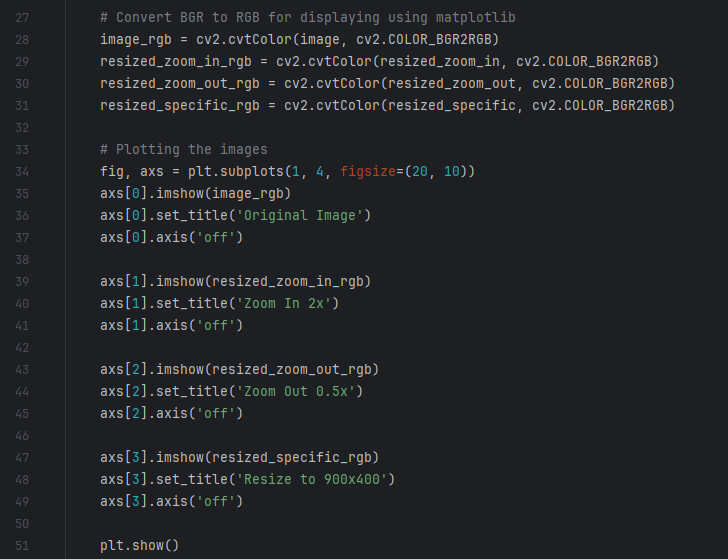 27 # Convert BGR to RGB for displaying using matplotlib
28 image_rgb = cv2.cvtColor(image, cv2.COLOR_BGR2RGB)
29 resized_zoom_in_rgb = cv2.cvtColor(resized_zoom_in, cv2.COLOR_BGR2RGB)
30 resized_zoom_out_rgb = cv2.cvtColor(resized_zoom_out, cv2.COLOR_BGR2RGB)
31 resized_specific_rgb = cv2.cvtColor(resized_specific, cv2.COLOR_BGR2RGB)
32
33 # Plotting the images
34 fig, axs = plt.subplots(1, 4, figsize=(20, 10))
35 axs[0].imshow(image_rgb)
36 axs[0].set_title('Original Image')
37 axs[0].axis('off')
38
39 axs[1].imshow(resized_zoom_in_rgb)
40 axs[1].set_title('Zoom In 2x')
41 axs[1].axis('off')
42
43 axs[2].imshow(resized_zoom_out_rgb)
44 axs[2].set_title('Zoom Out 0.5x')
45 axs[2].axis('off')
46
47 axs[3].imshow(resized_specific_rgb)
48 axs[3].set_title('Resize to 900x400')
49 axs[3].axis('off')
50
51 plt.show()